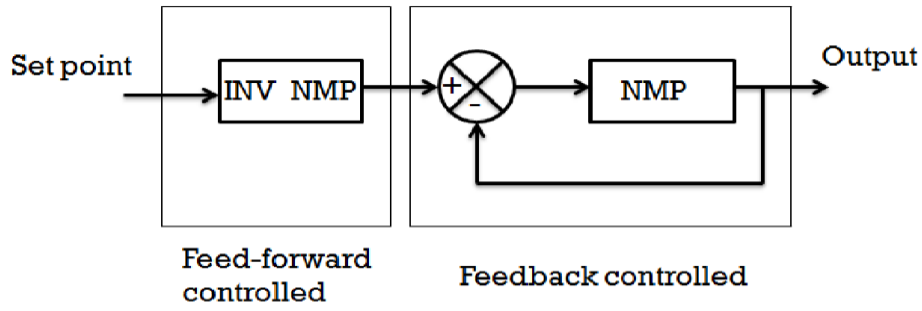 Set point
INV NMP
+
-
NMP
Output
Feed-forward
controlled
Feedback controlled